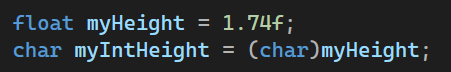 float myHeight = 1.74f;
char myIntHeight = (char)myHeight;